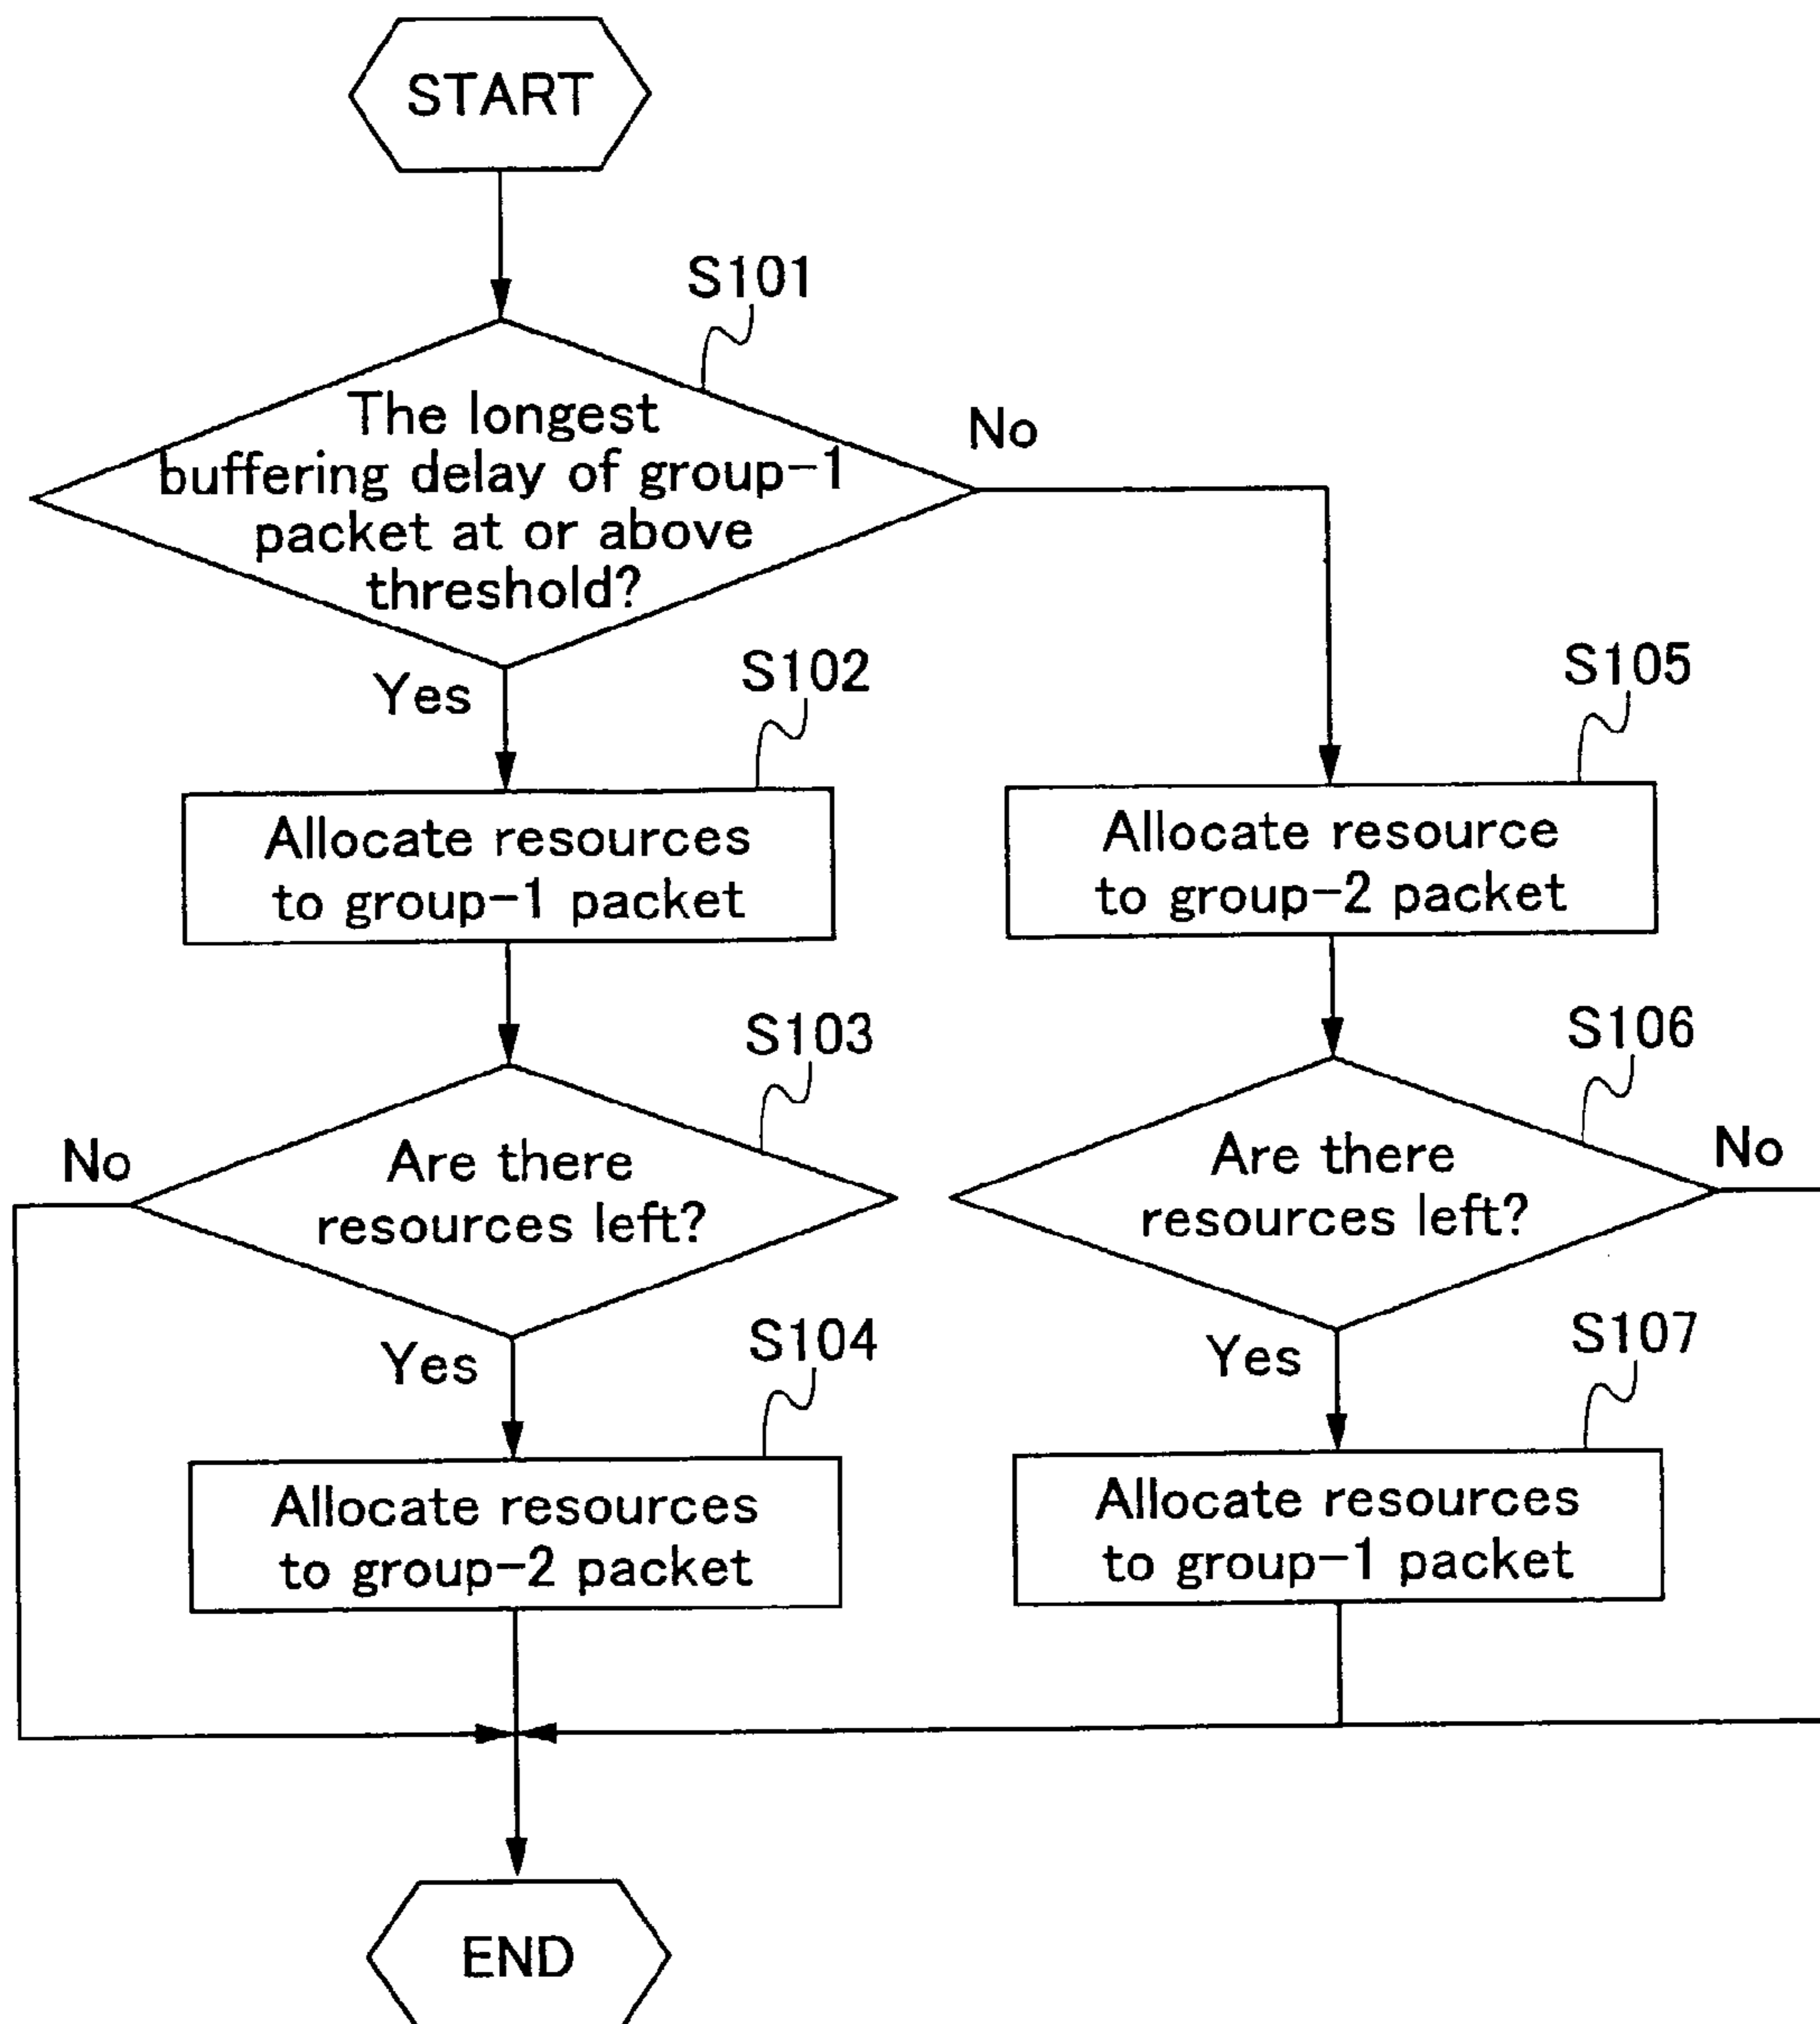 START
S101
The longest
buffering delay of group-1
packet at or above
threshold?
No
Yes
S102
Allocate resources
to group-1 packet
S105
Allocate resource
to group-2 packet
S103
Are there
resources left?
No
Yes
S106
Are there
resources left?
No
Yes
S104
Allocate resources
to group-2 packet
S107
Allocate resources
to group-1 packet
END